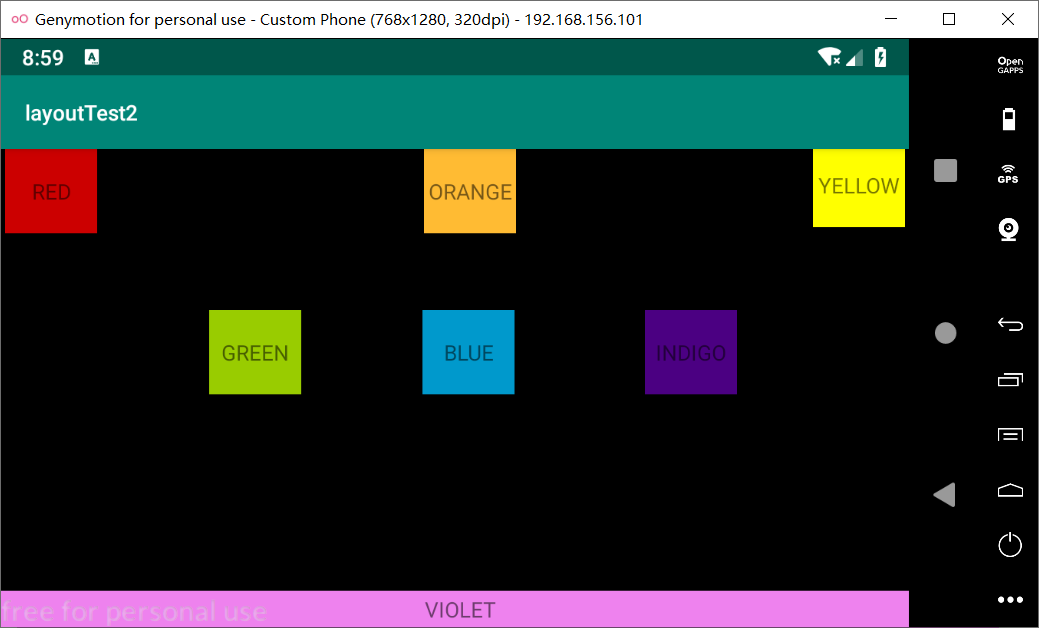 Genymotion for personal use - Custom Phone (768x1280, 320dpi) - 192.168.156.101
8:59 A
Open
GAPPS
layoutTest2
RED ORANGE YELLOW
GPS
GREEN BLUE INDIGO
free for personal use
VIOLET